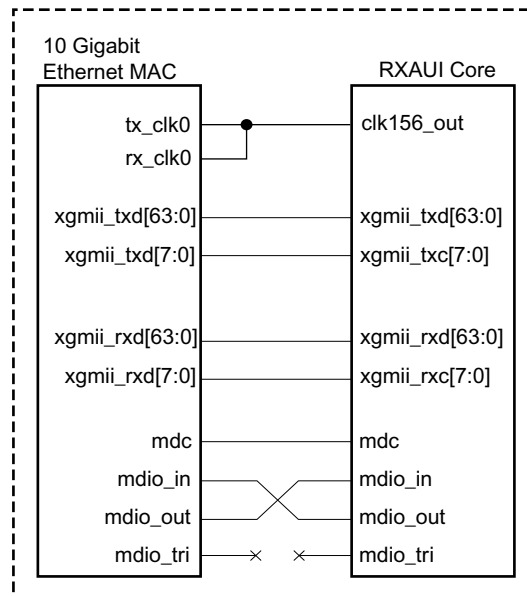 10 Gigabit
Ethernet MAC
RXAUI Core
tx_clk0
clk156_out
rx_clk0
xgmii_txd[63:0]
xgmii_txd[63:0]
xgmii_txd[7:0]
xgmii_txc[7:0]
xgmii_rxd[63:0]
xgmii_rxd[63:0]
xgmii_rxd[7:0]
xgmii_rxc[7:0]
mdc
mdc
mdio_in
mdio_in
mdio_out
mdio_out
mdio_tri
mdio_tri